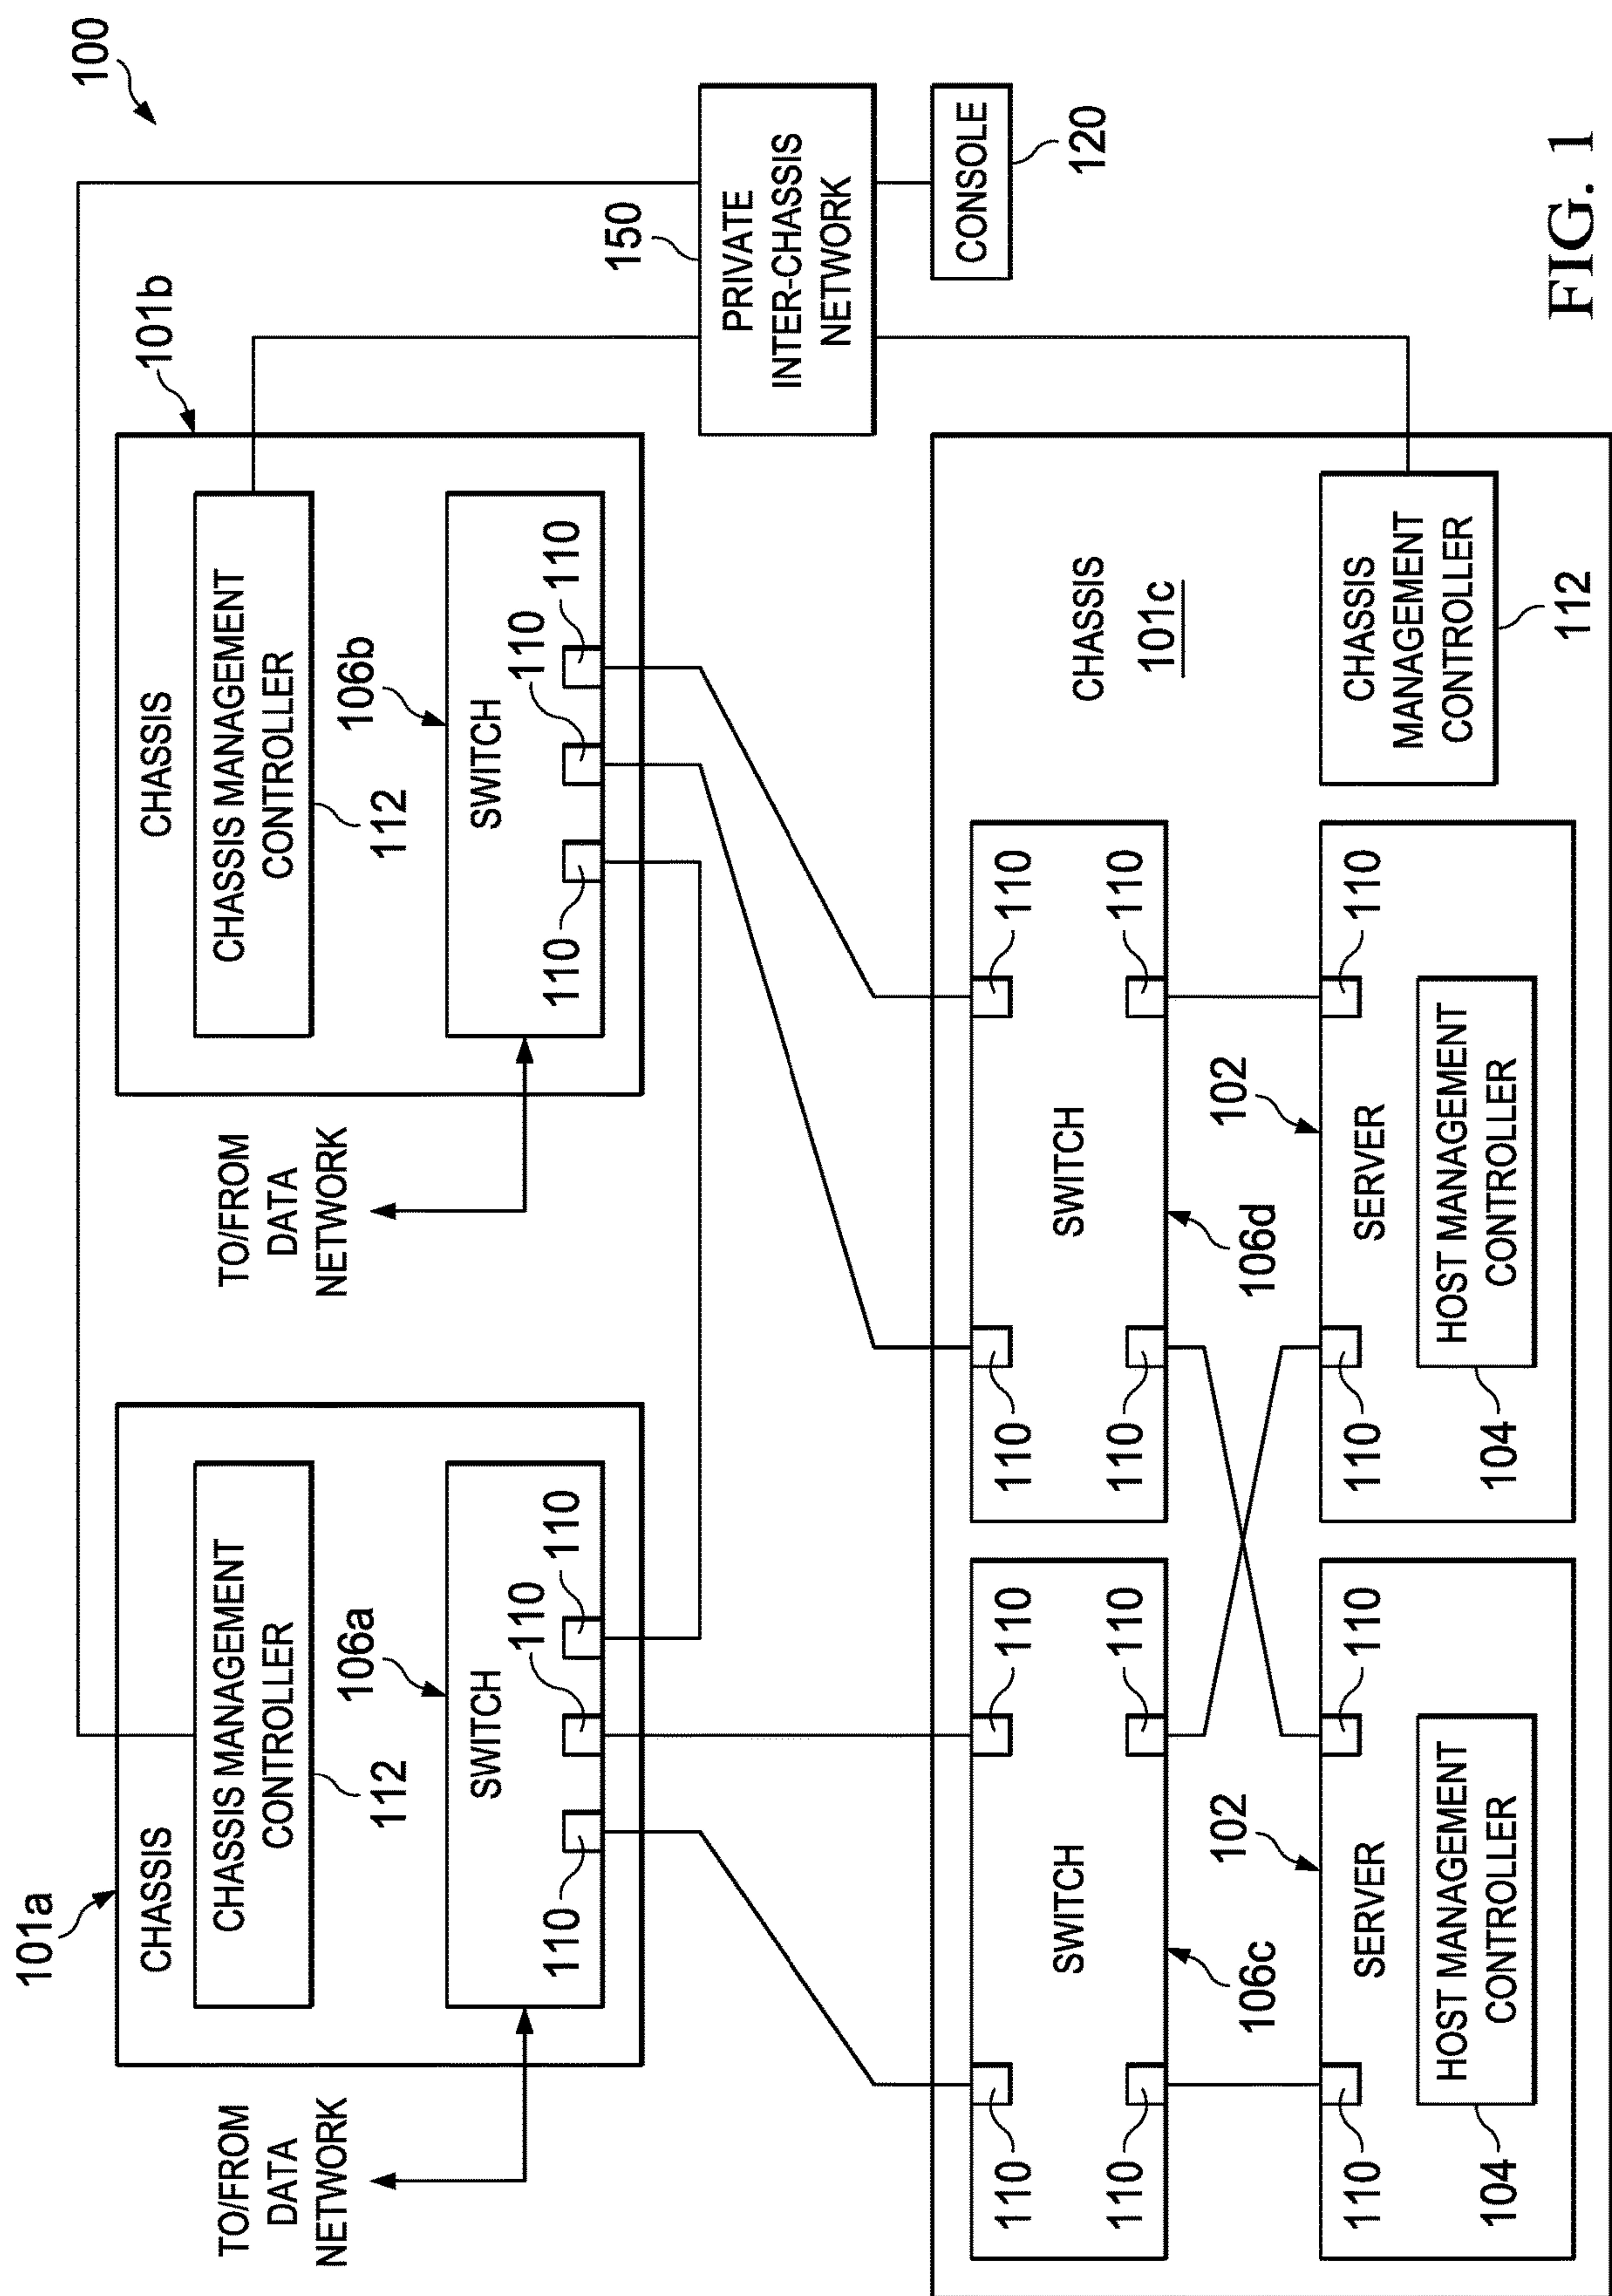 100
101a
CHASSIS
CHASSIS MANAGEMENT
CONTROLLER
112
106a
SWITCH
110
110
110
TO/FROM
DATA
NETWORK
101b
CHASSIS
CHASSIS MANAGEMENT
CONTROLLER
112
106b
SWITCH
110
110
110
TO/FROM
DATA
NETWORK
150
PRIVATE
INTER-CHASSIS
NETWORK
CONSOLE
120
CHASSIS
101c
110
110
SWITCH
110
110
106c
110
110
SWITCH
110
110
106d
102
110
110
SERVER
HOST MANAGEMENT
CONTROLLER
104
102
110
110
SERVER
HOST MANAGEMENT
CONTROLLER
104
CHASSIS
MANAGEMENT
CONTROLLER
112
FIG. 1